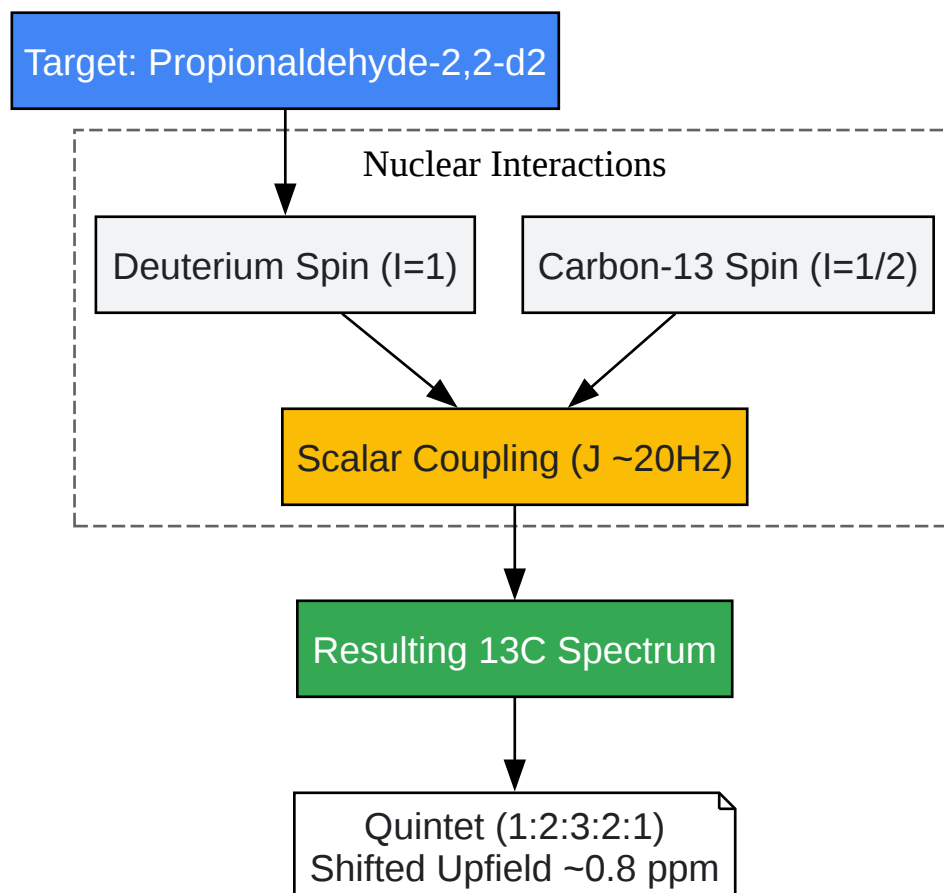 Target: Propionaldehyde-2,2-d2
Nuclear Interactions
Deuterium Spin (I=1)
Carbon-13 Spin (I=1/2)
Scalar Coupling (J ~20Hz)
Resulting 13C Spectrum
Quintet (1:2:3:2:1)
Shifted Upfield ~0.8 ppm